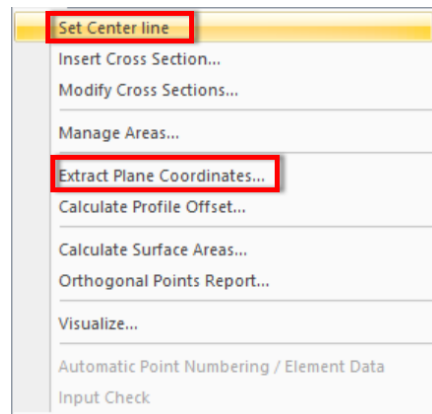 Set Center line
Insert Cross Section...
Modify Cross Sections...
Manage Areas...
Extract Plane Coordinates...
Calculate Profile Offset...
Calculate Surface Areas...
Orthogonal Points Report...
Visualize...
Automatic Point Numbering / Element Data
Input Check